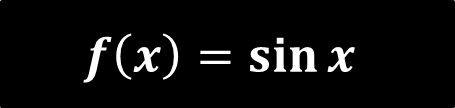 f(x) = sin x